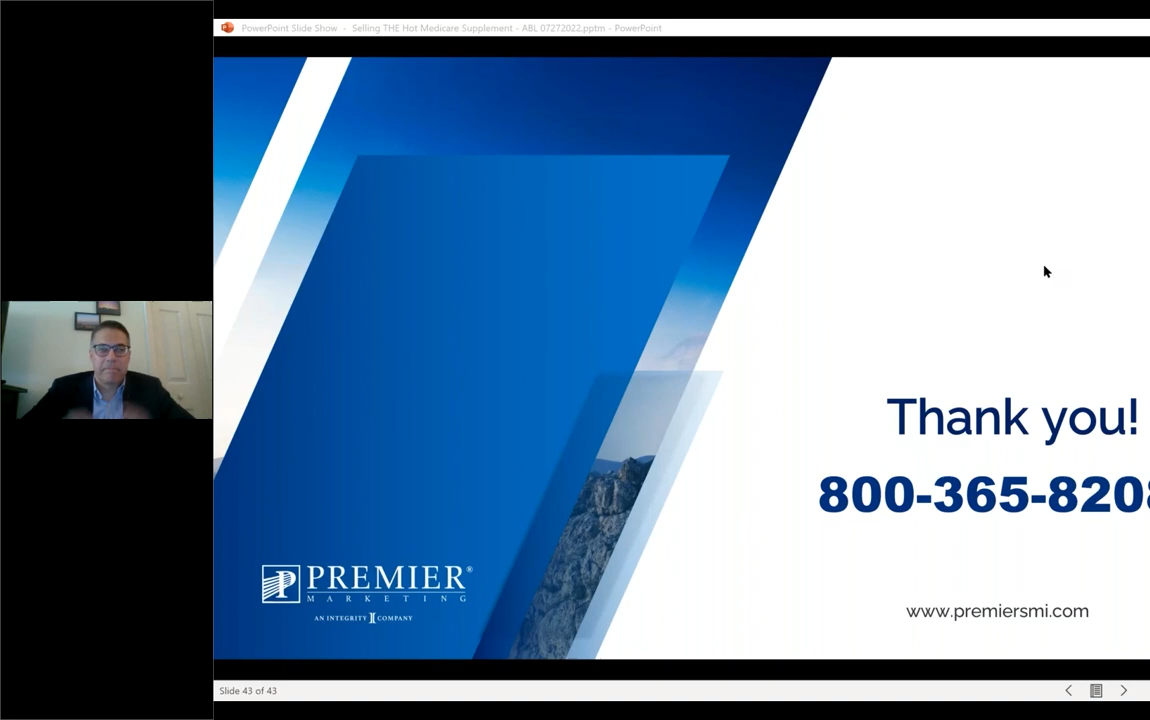 PowerPoint Slide Show - Selling THE Hot Medicare Supplement - ABL 07272022.pptm - PowerPoint
Thank you!
800-365-8208
www.premiersmi.com
PREMIER®
MARKETING
AN INTEGRITY COMPANY
Slide 43 of 43